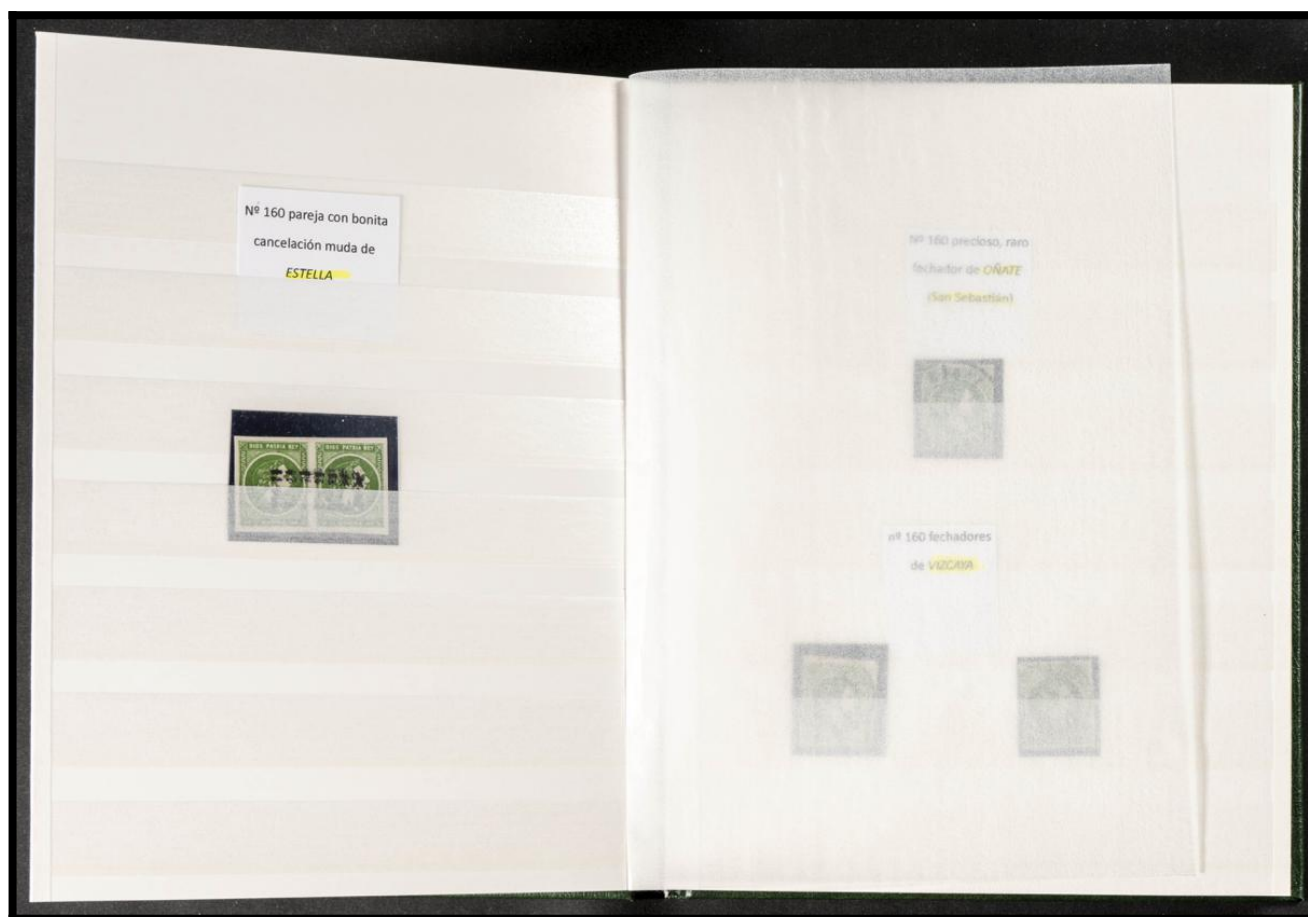 Nº 160 pareja con bonita
cancelación muda de
ESTELLA
DIOS PATRIA REY
DIOS PATRIA REY
Nº 160 precioso, raro
fechador de OÑATE
(San Sebastián)
nº 160 fechadores
de VIZCAYA